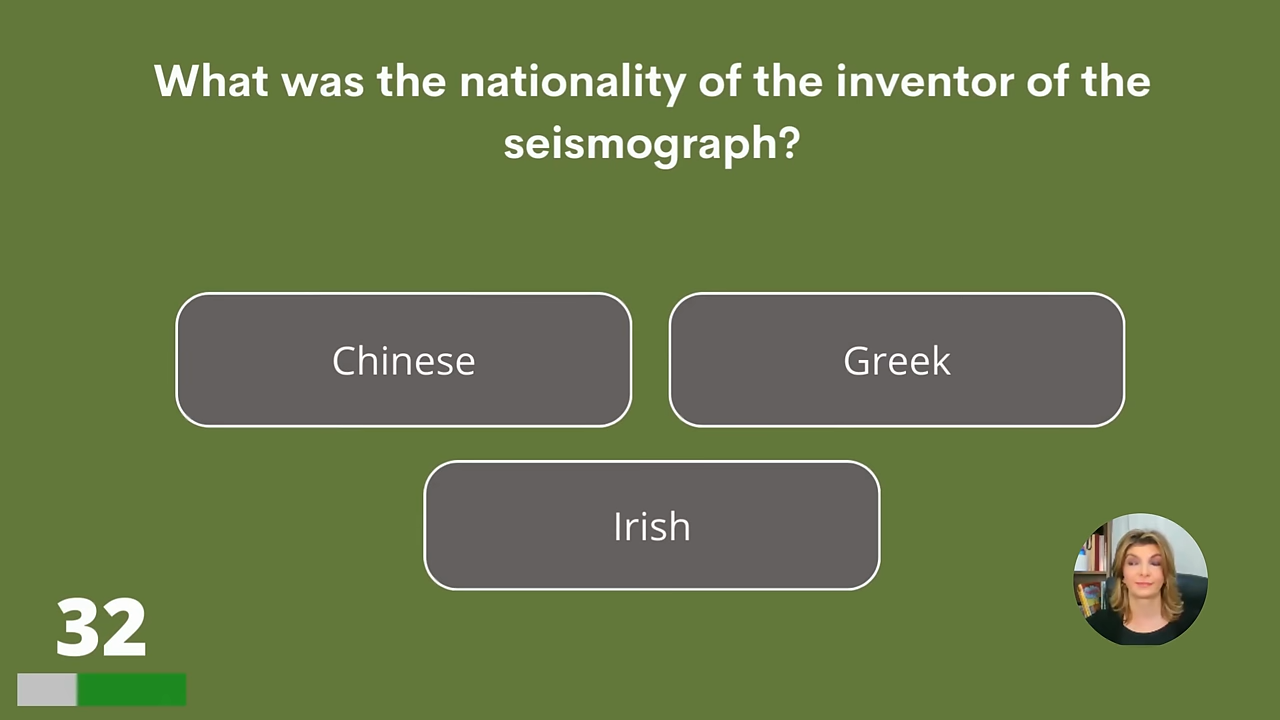 What was the nationality of the inventor of the
seismograph?
Chinese
Greek
Irish
32